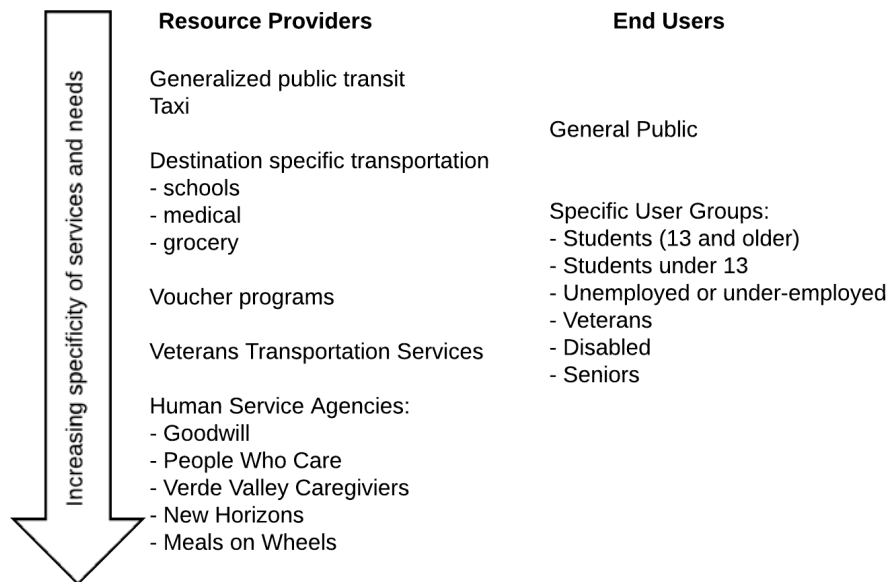 Increasing specificity of services and needs
Resource Providers
Generalized public transit
Taxi
Destination specific transportation
- schools
- medical
- grocery
Voucher programs
Veterans Transportation Services
Human Service Agencies:
- Goodwill
- People Who Care
- Verde Valley Caregiviers
- New Horizons
- Meals on Wheels
End Users
General Public
Specific User Groups:
- Students (13 and older)
- Students under 13
- Unemployed or under-employed
- Veterans
- Disabled
- Seniors